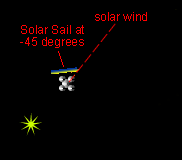 solar wind
Solar Sail at
-45 degrees